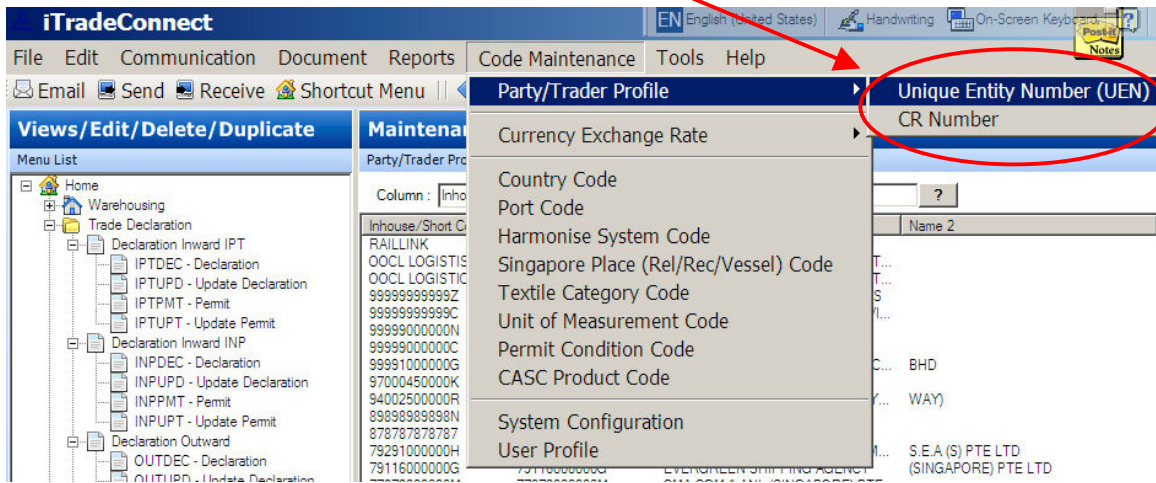 iTradeConnect
EN English (United States) Handwriting On-Screen Keyboard ?
Post-it Notes
File Edit Communication Document Reports Code Maintenance Tools Help
Email Send Receive Shortcut Menu
Views/Edit/Delete/Duplicate
Menu List
Home
Warehousing
Trade Declaration
Declaration Inward IPT
IPTDEC - Declaration
IPTUPD - Update Declaration
IPTPMT - Permit
IPTUPT - Update Permit
Declaration Inward INP
INPDEC - Declaration
INPUPD - Update Declaration
INPPMT - Permit
INPUPT - Update Permit
Declaration Outward
OUTDEC - Declaration
OUTUPD - Update Declaration
Maintena
Party/Trader Pro
Column : Inho
?
Inhouse/Short C
Name 2
RAILLINK
OOCL LOGISTIS
OOCL LOGISTIC
99999999999Z
99999999999C
99999000000N
99999000000C
99991000000G
97000450000K
94002500000R
89898989898N
878787878787
79291000000H
79116000000G
BHD
WAY)
S.E.A (S) PTE LTD
(SINGAPORE) PTE LTD
Party/Trader Profile
Currency Exchange Rate
Country Code
Port Code
Harmonise System Code
Singapore Place (Rel/Rec/Vessel) Code
Textile Category Code
Unit of Measurement Code
Permit Condition Code
CASC Product Code
System Configuration
User Profile
Unique Entity Number (UEN)
CR Number